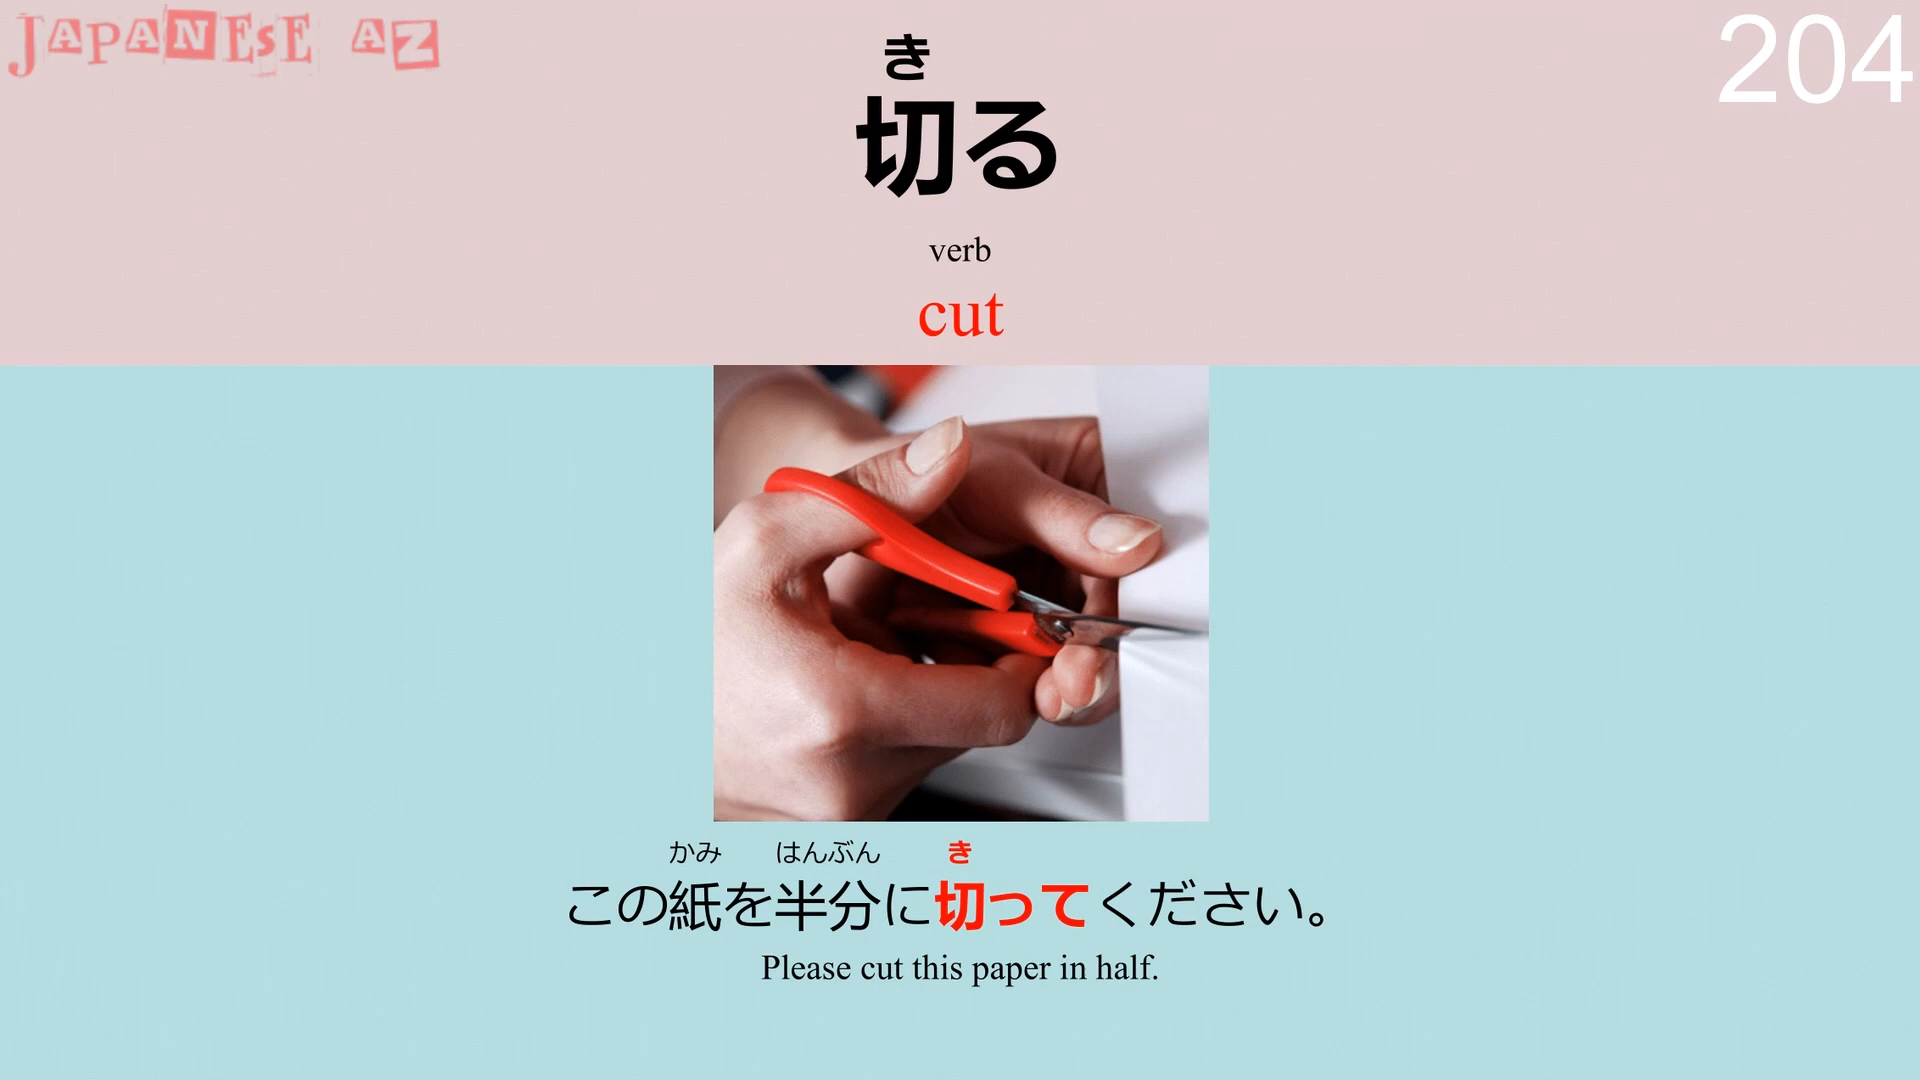 JAPANESE AZ
204
き
切る
verb
cut
かみ はんぶん き
この紙を半分に切ってください。
Please cut this paper in half.